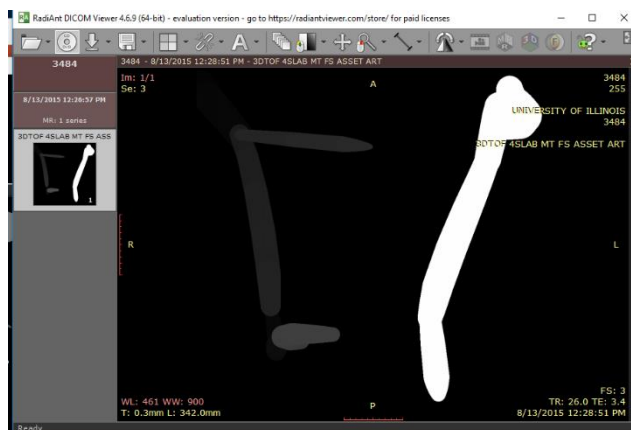 RadiAnt DICOM Viewer 4.6.9 (64-bit) - evaluation version - go to https://radiantviewer.com/store/ for paid licenses
3484
3484 - 8/13/2015 12:28:51 PM - 3DTOF 4SLAB MT FS ASSET ART
8/13/2015 12:26:57 PM
MR: 1 series
3DTOF 4SLAB MT FS ASS
1
Im: 1/1
Se: 3
A
3484
255
UNIVERSITY OF ILLINOIS
3484
3DTOF 4SLAB MT FS ASSET ART
R
L
WL: 461 WW: 900
T: 0.3mm L: 342.0mm
P
FS: 3
TR: 26.0 TE: 3.4
8/13/2015 12:28:51 PM
Ready